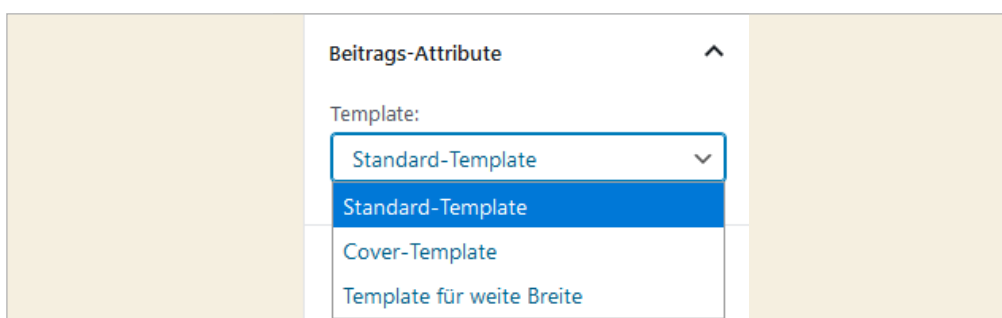 Beitrags-Attribute
Template:
Standard-Template
Standard-Template
Cover-Template
Template für weite Breite